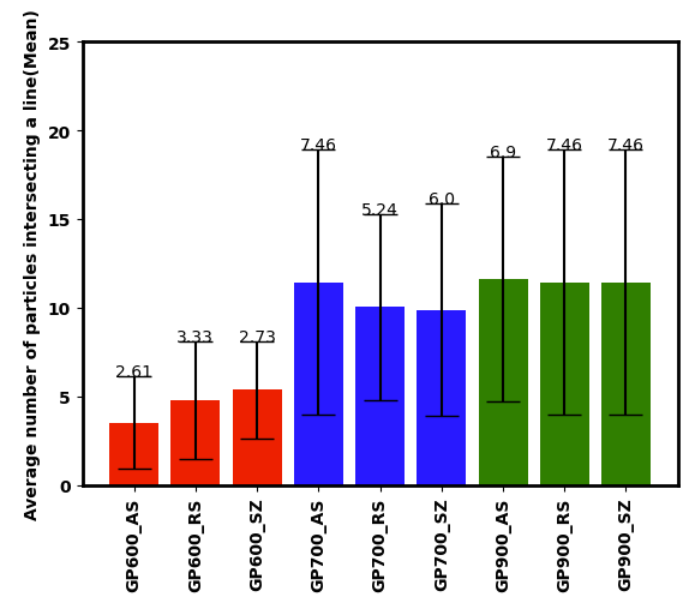 Average number of particles intersecting a line(Mean)
25
20
15
10
5
0
2.61
3.33
2.73
7.46
5.24
6.0
6.9
7.46
7.46
GP600_AS
GP600_RS
GP600_SZ
GP700_AS
GP700_RS
GP700_SZ
GP900_AS
GP900_RS
GP900_SZ